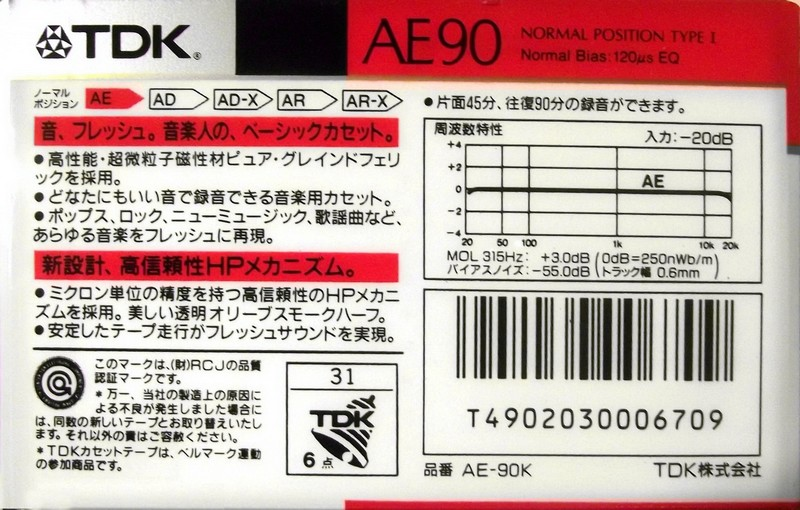 TDK®
AE90
NORMAL POSITION TYPE I
Normal Bias:120μs EQ
ノーマル
ポジション
AE AD AD-X AR AR-X
音、フレッシュ。音楽人の、ベーシックカセット。
●高性能・超微粒子磁性材ピュア・グレインドフェリ
ックを採用。
●どなたにもいい音で録音できる音楽用カセット。
●ポップス、ロック、ニューミュージック、歌謡曲など、
あらゆる音楽をフレッシュに再現。
新設計、高信頼性HPメカニズム。
●ミクロン単位の精度を持つ高信頼性のHPメカニ
ズムを採用。美しい透明オリーブスモークハーフ。
●安定したテープ走行がフレッシュサウンドを実現。
このマークは、(財)RCJの品質
認証マークです。
*万一、当社の製造上の原因に
よる不良が発生しました場合に
は、同数の新しいテープとお取り替えいたし
ます。それ以外の責はご容赦ください。
*TDKカセットテープは、ベルマーク運動
の参加商品です。
31
TDK
6点
●片面45分、往復90分の録音ができます。
周波数特性
入力:-20dB
+4
+2
0
-2
-4
AE
20 50 100 1k 10k 20k
MOL 315Hz: +3.0dB (0dB=250nWb/m)
バイアスノイズ: -55.0dB (トラック幅 0.6mm)
T4902030006709
品番 AE-90K
TDK株式会社